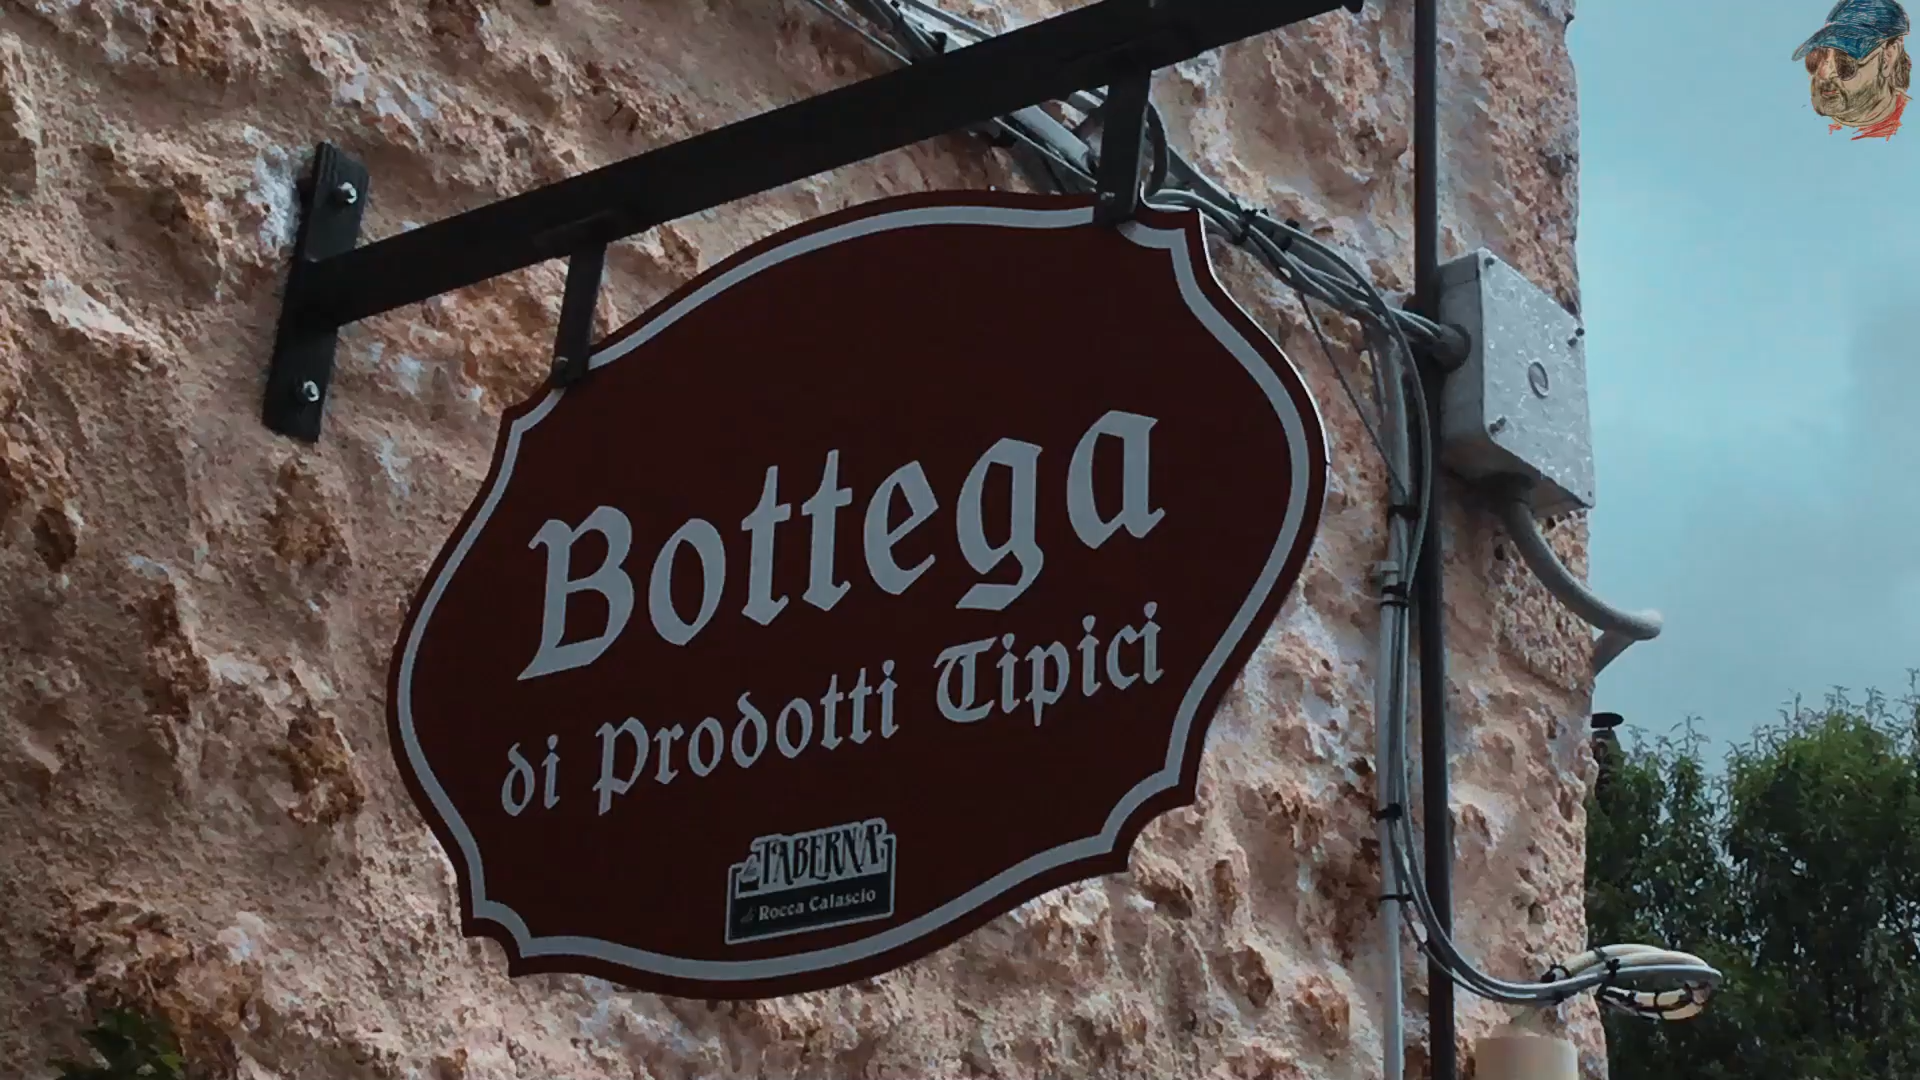 Bottega
di Prodotti Tipici
TABERNA
di Rocca Calascio